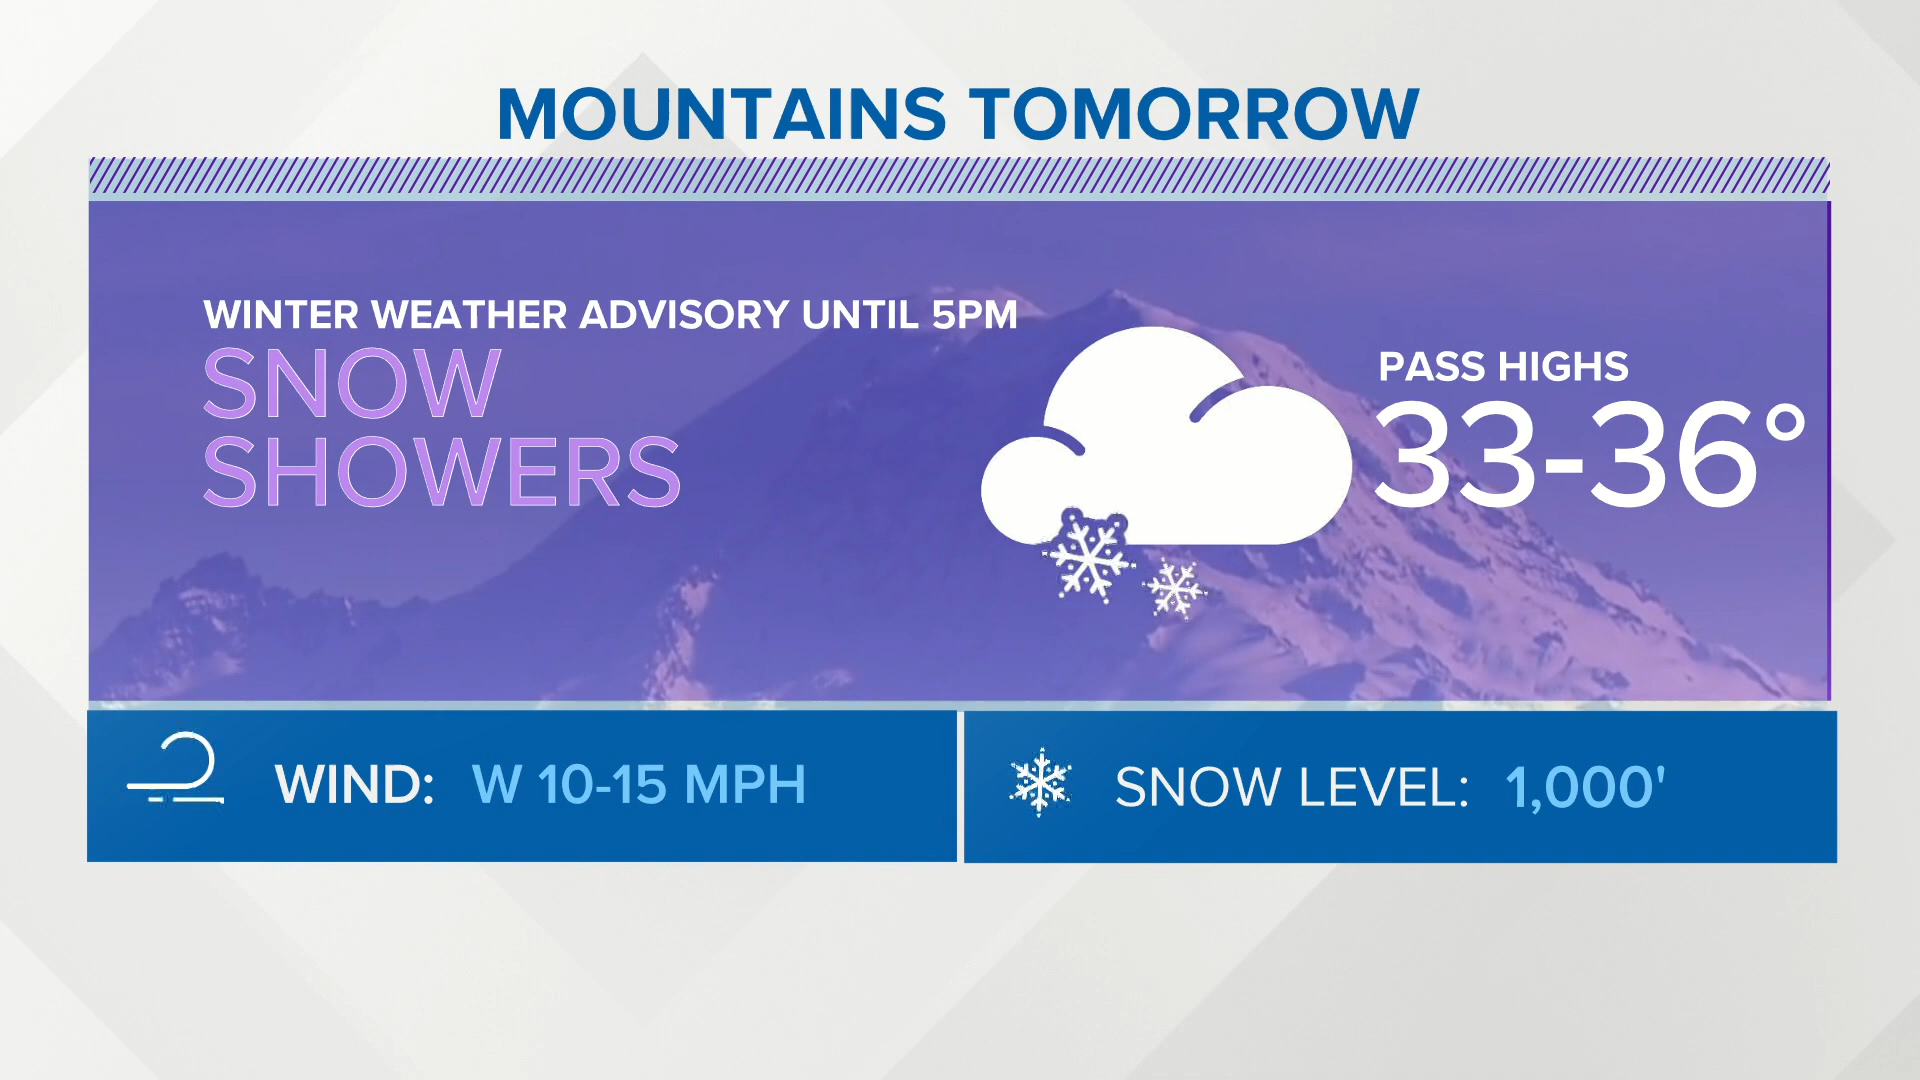 MOUNTAINS TOMORROW
WINTER WEATHER ADVISORY UNTIL 5PM
SNOW
SHOWERS
PASS HIGHS
33-36°
WIND: W 10-15 MPH
SNOW LEVEL: 1,000'